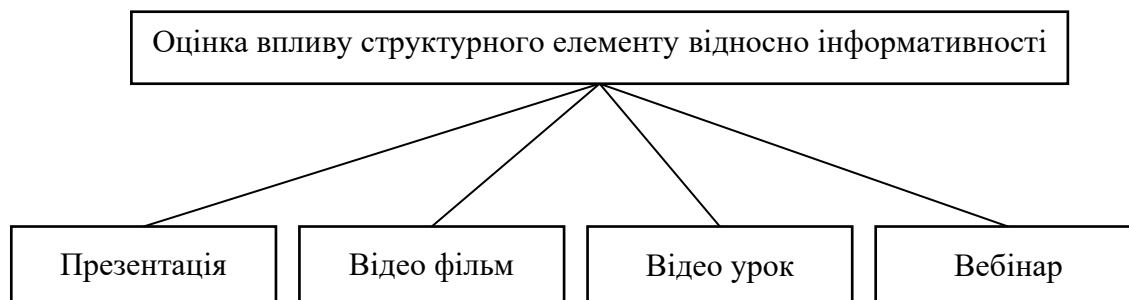 Оцінка впливу структурного елементу відносно інформативності
Презентація
Відео фільм
Відео урок
Вебінар